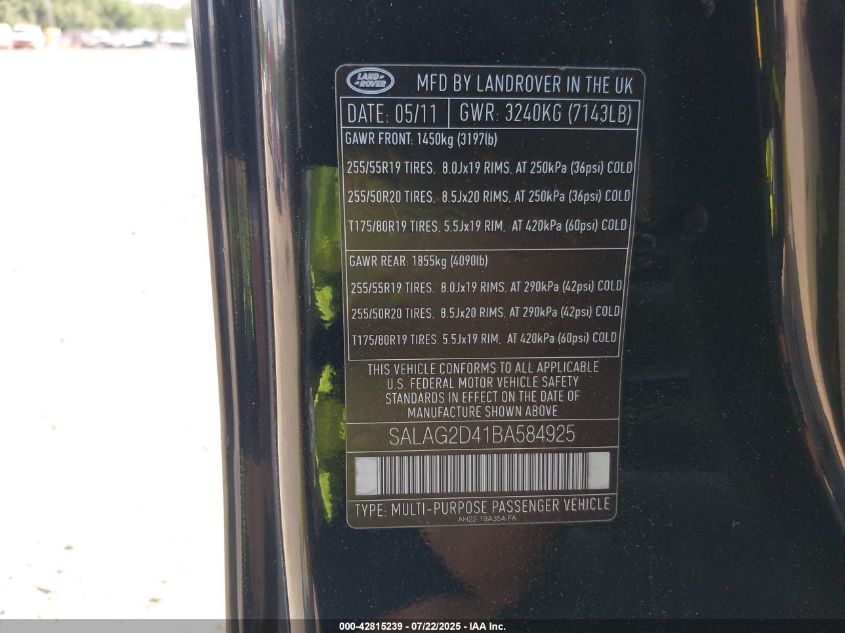 LAND ROVER MFD BY LANDROVER IN THE UK
DATE: 05/11 GWR: 3240KG (7143LB)
GAWR FRONT: 1450kg (3197lb)
255/55R19 TIRES, 8.0Jx19 RIMS, AT 250kPa (36psi) COLD
255/50R20 TIRES, 8.5Jx20 RIMS, AT 250kPa (36psi) COLD
T175/80R19 TIRES, 5.5Jx19 RIM, AT 420kPa (60psi) COLD
GAWR REAR: 1855kg (4090lb)
255/55R19 TIRES, 8.0Jx19 RIMS, AT 290kPa (42psi) COLD
255/50R20 TIRES, 8.5Jx20 RIMS, AT 290kPa (42psi) COLD
T175/80R19 TIRES, 5.5Jx19 RIM, AT 420kPa (60psi) COLD
THIS VEHICLE CONFORMS TO ALL APPLICABLE
U.S. FEDERAL MOTOR VEHICLE SAFETY
STANDARDS IN EFFECT ON THE DATE OF
MANUFACTURE SHOWN ABOVE
SALAG2D41BA584925
TYPE: MULTI-PURPOSE PASSENGER VEHICLE
AH22-19A354-FA
000-42815239 - 07/22/2025 - IAA Inc.